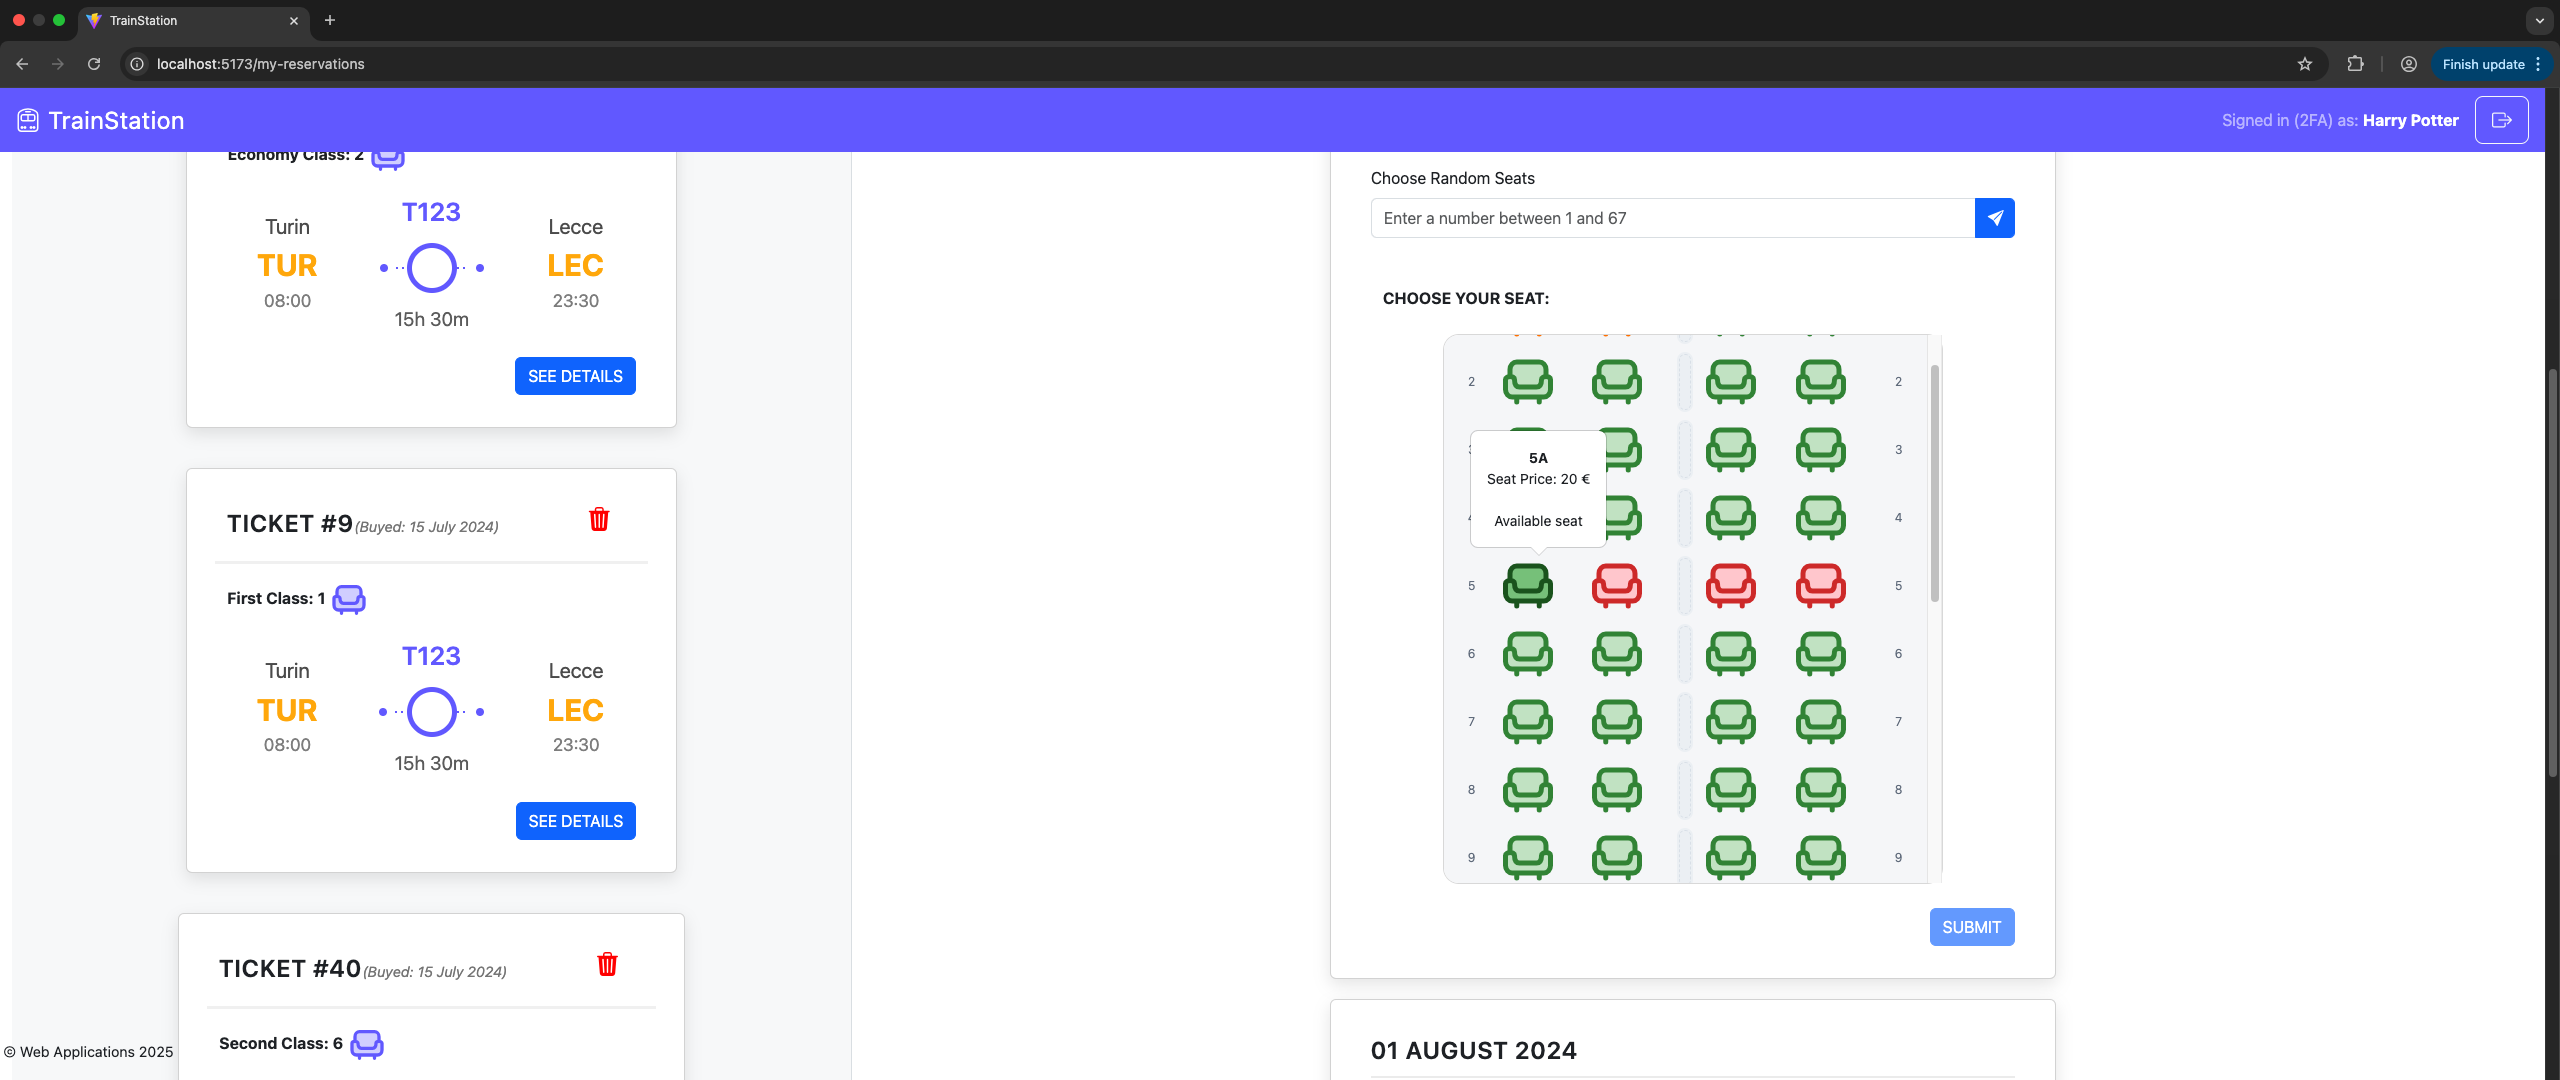 TrainStation
localhost:5173/my-reservations
Finish update
TrainStation
Signed in (2FA) as: Harry Potter
Economy Class: 2
T123
Turin
Lecce
TUR
LEC
08:00
23:30
15h 30m
SEE DETAILS
TICKET #9 (Buyed: 15 July 2024)
First Class: 1
T123
Turin
Lecce
TUR
LEC
08:00
23:30
15h 30m
SEE DETAILS
TICKET #40 (Buyed: 15 July 2024)
Second Class: 6
© Web Applications 2025
Choose Random Seats
Enter a number between 1 and 67
CHOOSE YOUR SEAT:
2 2
3
5A
Seat Price: 20 €
Available seat
4
5 5
6 6
7 7
8 8
9 9
SUBMIT
01 AUGUST 2024